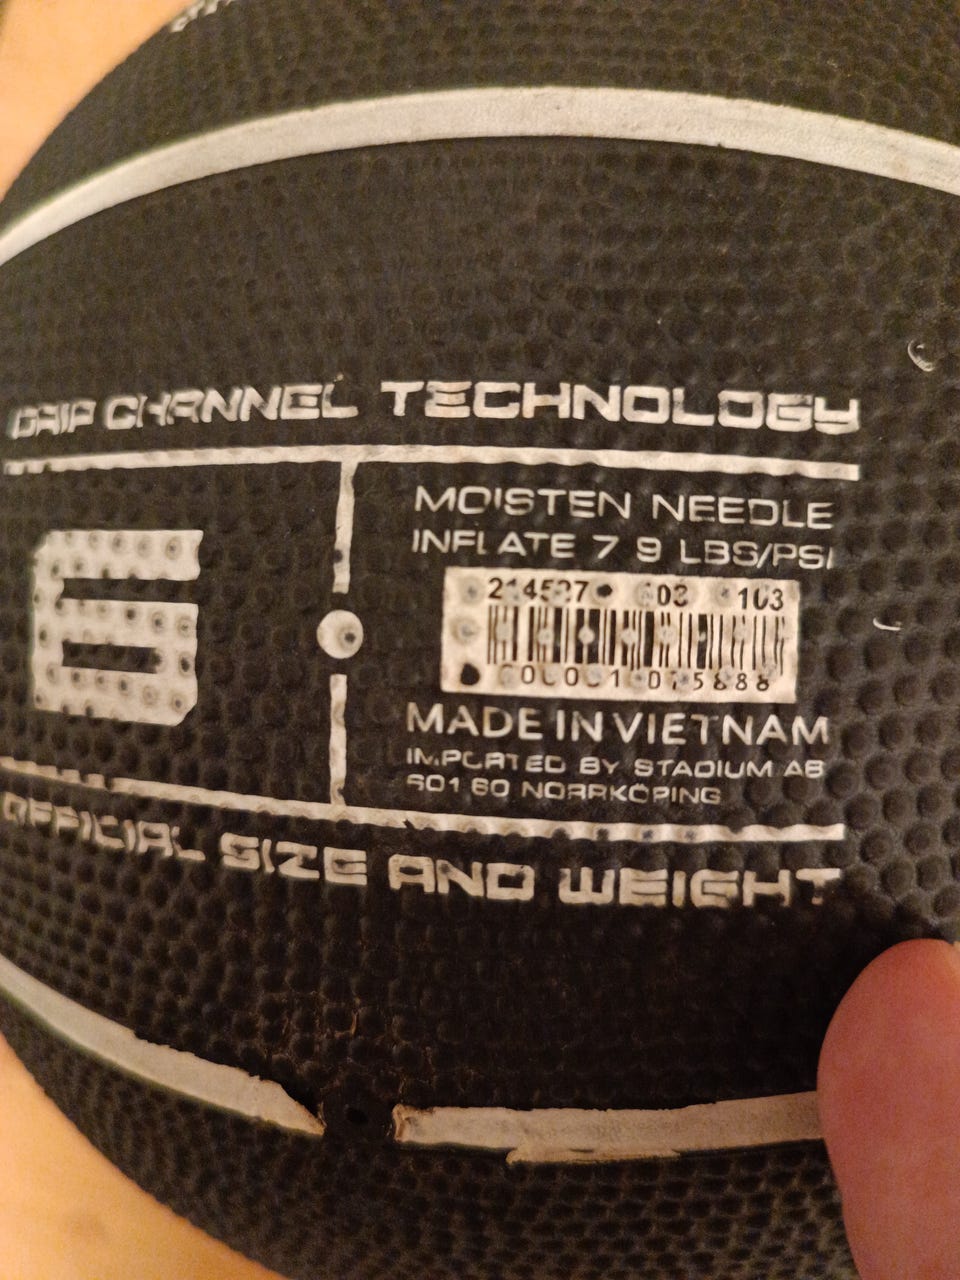 GRIP CHANNEL TECHNOLOGY
6
MOISTEN NEEDLE
INFLATE 7 9 LBS/PSI
103
MADE IN VIETNAM
IMPORTED BY STADIUM AB
601 60 NORRKÖPING
OFFICIAL SIZE AND WEIGHT